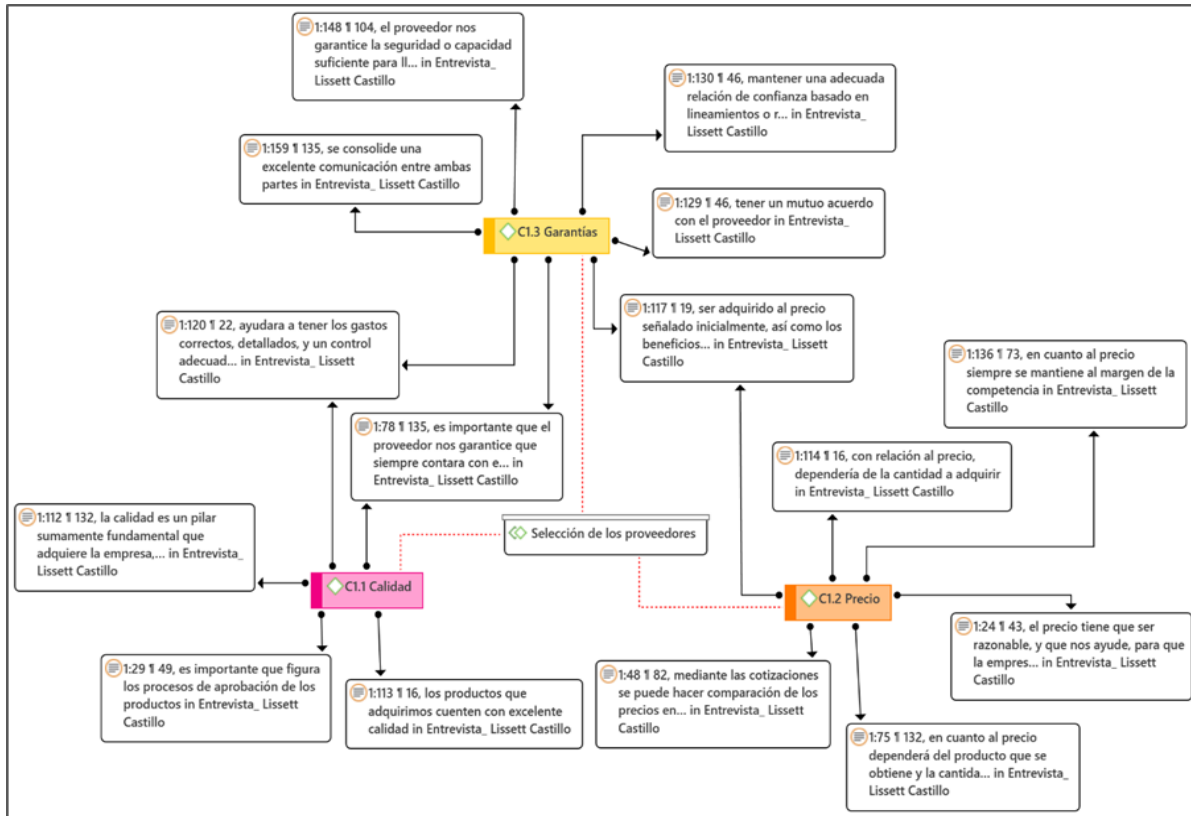 1:148 ¶ 104, el proveedor nos
garantice la seguridad o capacidad
suficiente para ll... in Entrevista_
Lissett Castillo
1:130 ¶ 46, mantener una adecuada
relación de confianza basado en
lineamientos o r... in Entrevista_
Lissett Castillo
1:159 ¶ 135, se consolide una
excelente comunicación entre ambas
partes in Entrevista_ Lissett Castillo
1:129 ¶ 46, tener un mutuo acuerdo
con el proveedor in Entrevista_
Lissett Castillo
C1.3 Garantías
1:117 ¶ 19, ser adquirido al precio
señalado inicialmente, así como los
beneficios... in Entrevista_ Lissett
Castillo
1:120 ¶ 22, ayudara a tener los gastos
correctos, detallados, y un control
adecuad... in Entrevista_ Lissett
Castillo
1:136 ¶ 73, en cuanto al precio
siempre se mantiene al margen de la
competencia in Entrevista_ Lissett
Castillo
1:78 ¶ 135, es importante que el
proveedor nos garantice que
siempre contara con e... in
Entrevista_ Lissett Castillo
1:114 ¶ 16, con relación al precio,
dependería de la cantidad a adquirir
in Entrevista_ Lissett Castillo
1:112 ¶ 132, la calidad es un pilar
sumamente fundamental que
adquiere la empresa,... in Entrevista_
Lissett Castillo
Selección de los proveedores
C1.1 Calidad
C1.2 Precio
1:24 ¶ 43, el precio tiene que ser
razonable, y que nos ayude, para que
la empres... in Entrevista_ Lissett
Castillo
1:29 ¶ 49, es importante que figura
los procesos de aprobación de los
productos in Entrevista_ Lissett
Castillo
1:113 ¶ 16, los productos que
adquirimos cuenten con excelente
calidad in Entrevista_ Lissett Castillo
1:48 ¶ 82, mediante las cotizaciones
se puede hacer comparación de los
precios en... in Entrevista_ Lissett
Castillo
1:75 ¶ 132, en cuanto al precio
dependerá del producto que se
obtiene y la cantida... in Entrevista_
Lissett Castillo